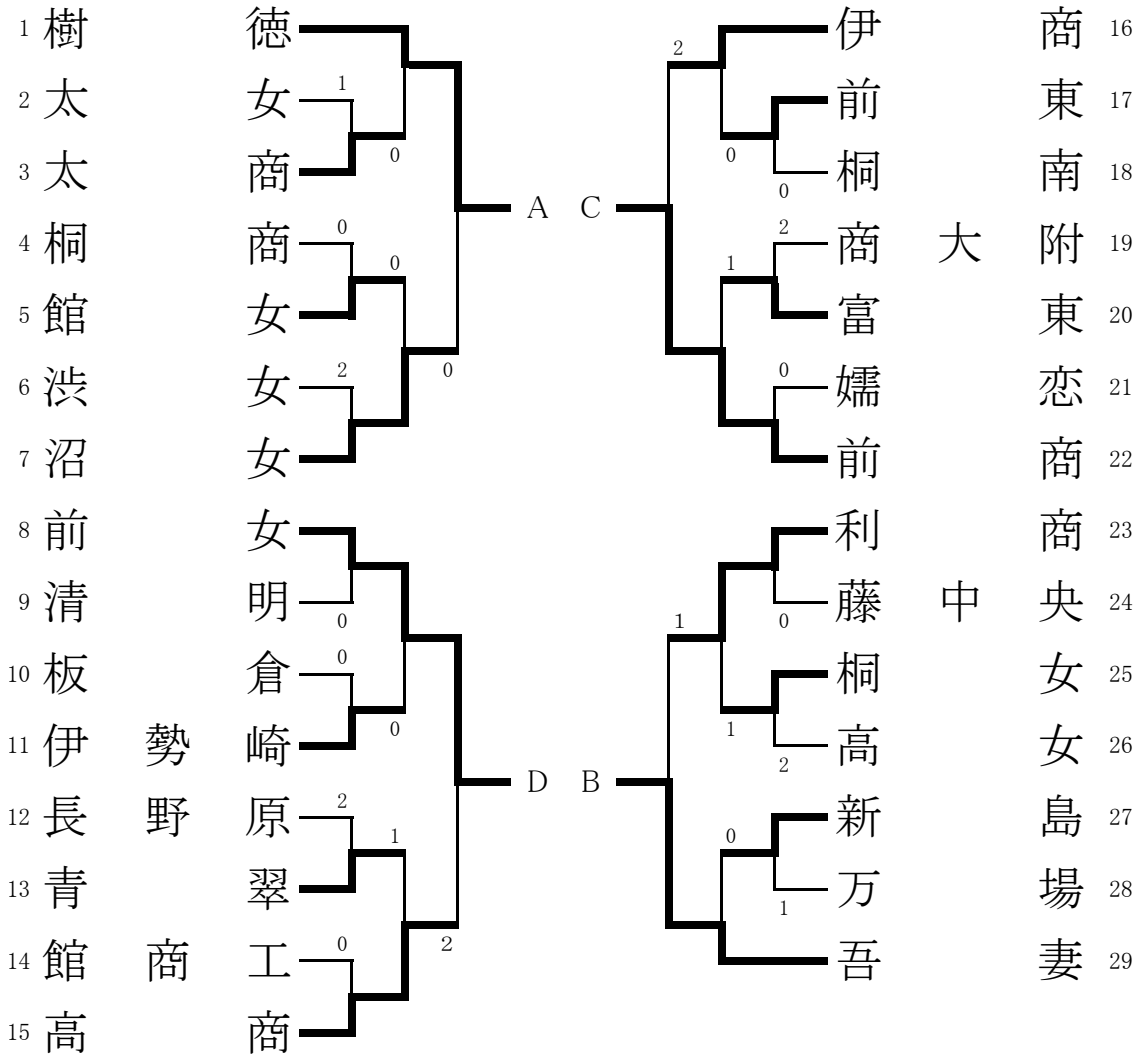 1 樹徳
2 太女
1
3 太商
0
4 桐商
0
0
5 館女
6 渋女
2
0
7 沼女
8 前女
9 清明
0
10 板倉
0
0
11 伊勢崎
12 長野原
2
1
13 青翠
14 館商工
0
2
15 高商
A C
D B
2
伊商 16
前東 17
0
桐南 18
0
2
商大附 19
1
富東 20
0
嬬恋 21
前商 22
利商 23
藤中央 24
1
0
桐女 25
1
高女 26
2
新島 27
0
万場 28
1
吾妻 29